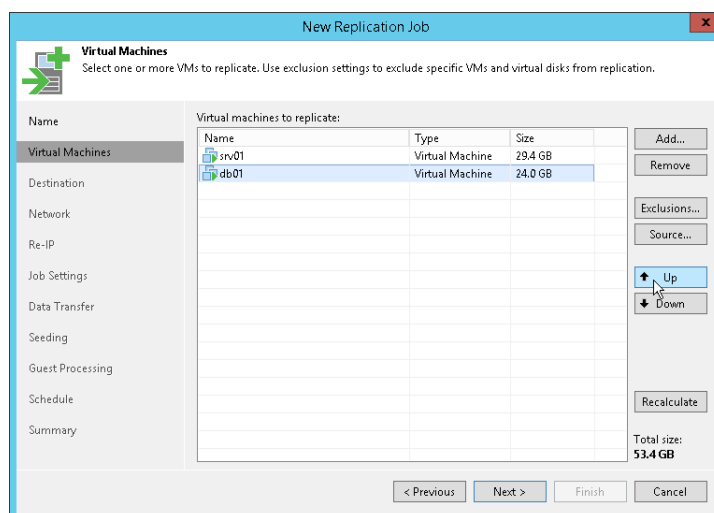 New Replication Job
x
Virtual Machines
Select one or more VMs to replicate. Use exclusion settings to exclude specific VMs and virtual disks from replication.
Name
Virtual Machines
Destination
Network
Re-IP
Job Settings
Data Transfer
Seeding
Guest Processing
Schedule
Summary
Virtual machines to replicate:
Name Type Size
srv01 Virtual Machine 29.4 GB
db01 Virtual Machine 24.0 GB
Add...
Remove
Exclusions...
Source...
Up
Down
Recalculate
Total size:
53.4 GB
< Previous Next > Finish Cancel